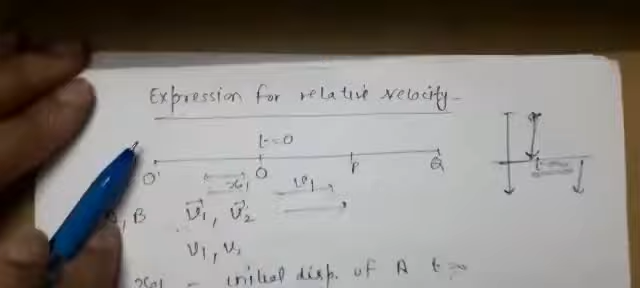 Expression for relative velocity
t=0
O' x01 O v1 P Q
A, B v⃗1, v⃗2
v1, v2
x01 - initial disp. of A t=0